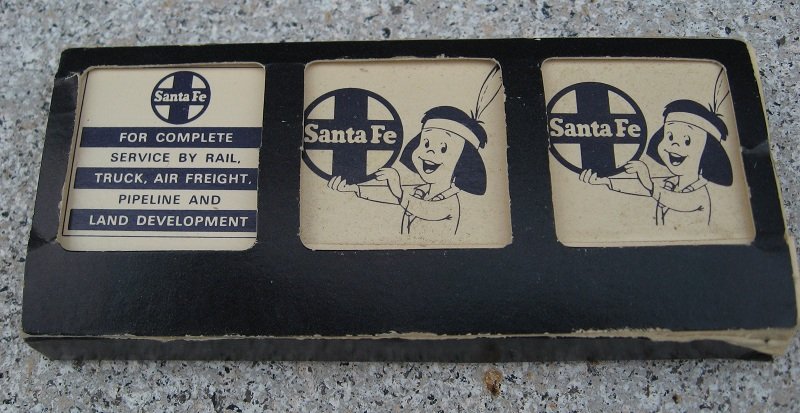 Santa Fe
FOR COMPLETE
SERVICE BY RAIL,
TRUCK, AIR FREIGHT,
PIPELINE AND
LAND DEVELOPMENT
Santa Fe
Santa Fe